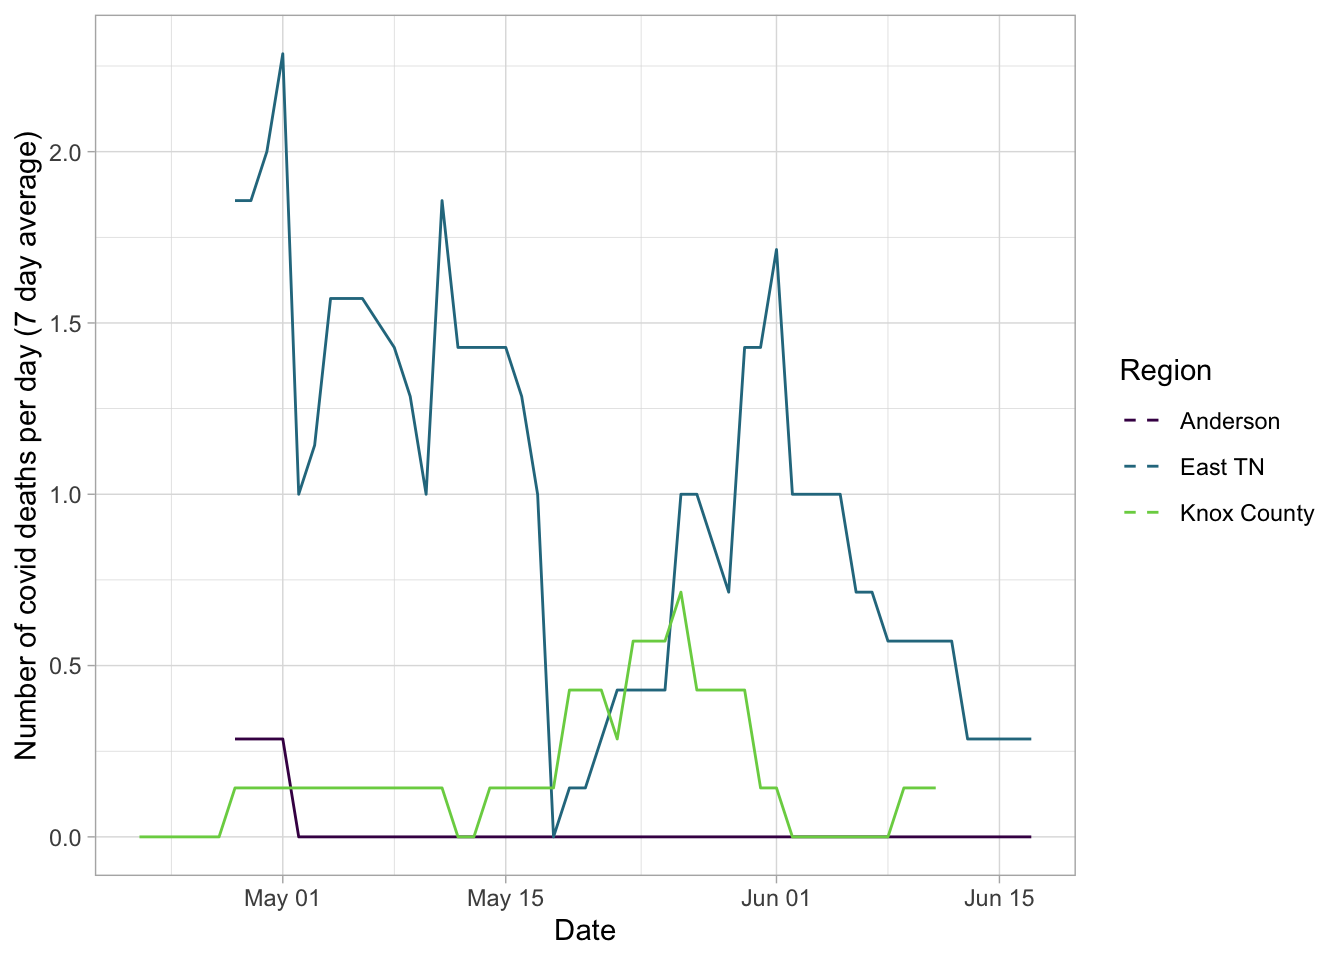 Number of covid deaths per day (7 day average)
2.0
1.5
1.0
0.5
0.0
May 01
May 15
Jun 01
Jun 15
Date
Region
Anderson
East TN
Knox County